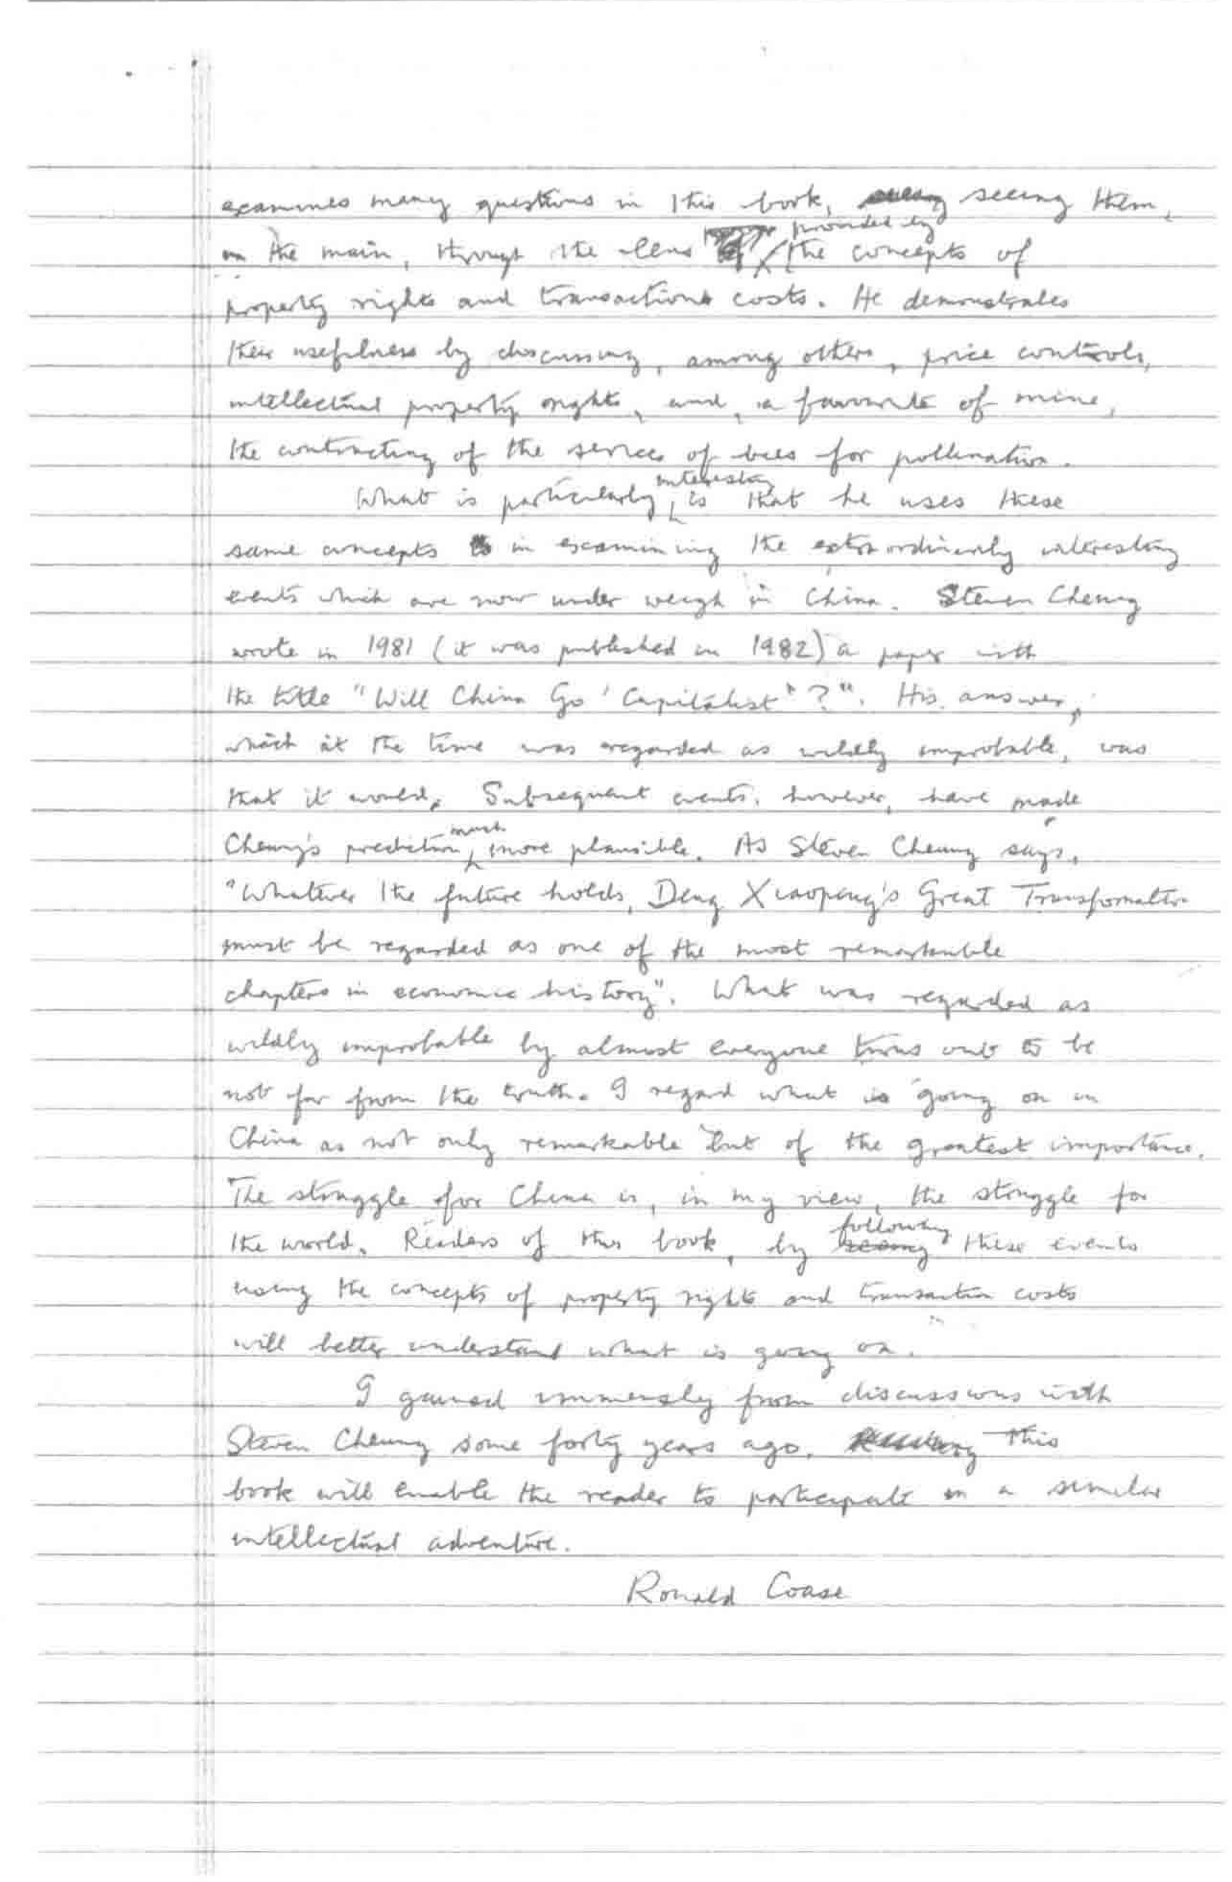 examines many questions in this book, seeing them,
in the main, through the lens provided by the concepts of
property rights and transactions costs. He demonstrates
their usefulness by discussing, among others, price controls,
intellectual property rights, and, a favourite of mine,
the contracting of the services of bees for pollination.
What is particularly interesting is that he uses these
same concepts in examining the extraordinarily interesting
events which are now under weigh in China. Steven Cheung
wrote in 1981 (it was published in 1982) a paper with
the title "Will China Go 'Capitalist'?". His answer,
which at the time was regarded as wildly improbable, was
that it would. Subsequent events, however, have made
Cheung's prediction much more plausible. As Steven Cheung says,
"Whatever the future holds, Deng Xiaoping's Great Transformation
must be regarded as one of the most remarkable
chapters in economic history". What was regarded as
wildly improbable by almost everyone turns out to be
not far from the truth. I regard what is going on in
China as not only remarkable but of the greatest importance.
The struggle for China is, in my view, the struggle for
the world. Readers of this book, by following these events
using the concepts of property rights and transaction costs
will better understand what is going on.
I gained immensely from discussions with
Steven Cheung some forty years ago. This
book will enable the reader to participate in a similar
intellectual adventure.
Ronald Coase